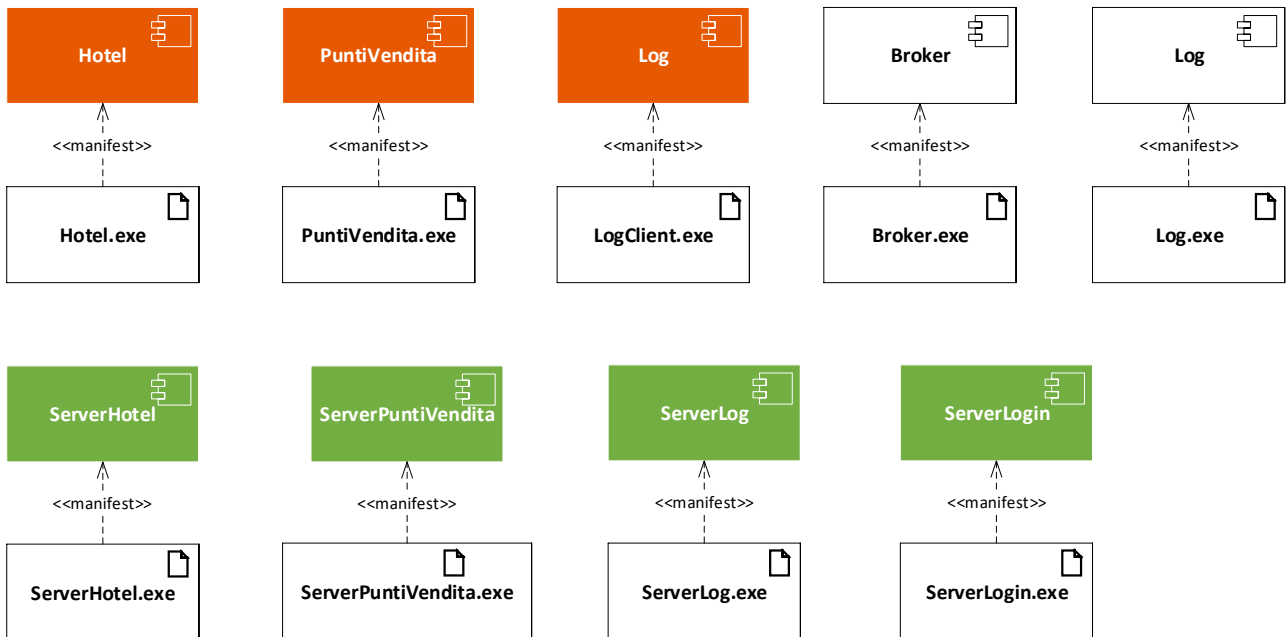 Hotel
PuntiVendita
Log
Broker
Log
<<manifest>>
<<manifest>>
<<manifest>>
<<manifest>>
<<manifest>>
Hotel.exe
PuntiVendita.exe
LogClient.exe
Broker.exe
Log.exe
ServerHotel
ServerPuntiVendita
ServerLog
ServerLogin
<<manifest>>
<<manifest>>
<<manifest>>
<<manifest>>
ServerHotel.exe
ServerPuntiVendita.exe
ServerLog.exe
ServerLogin.exe